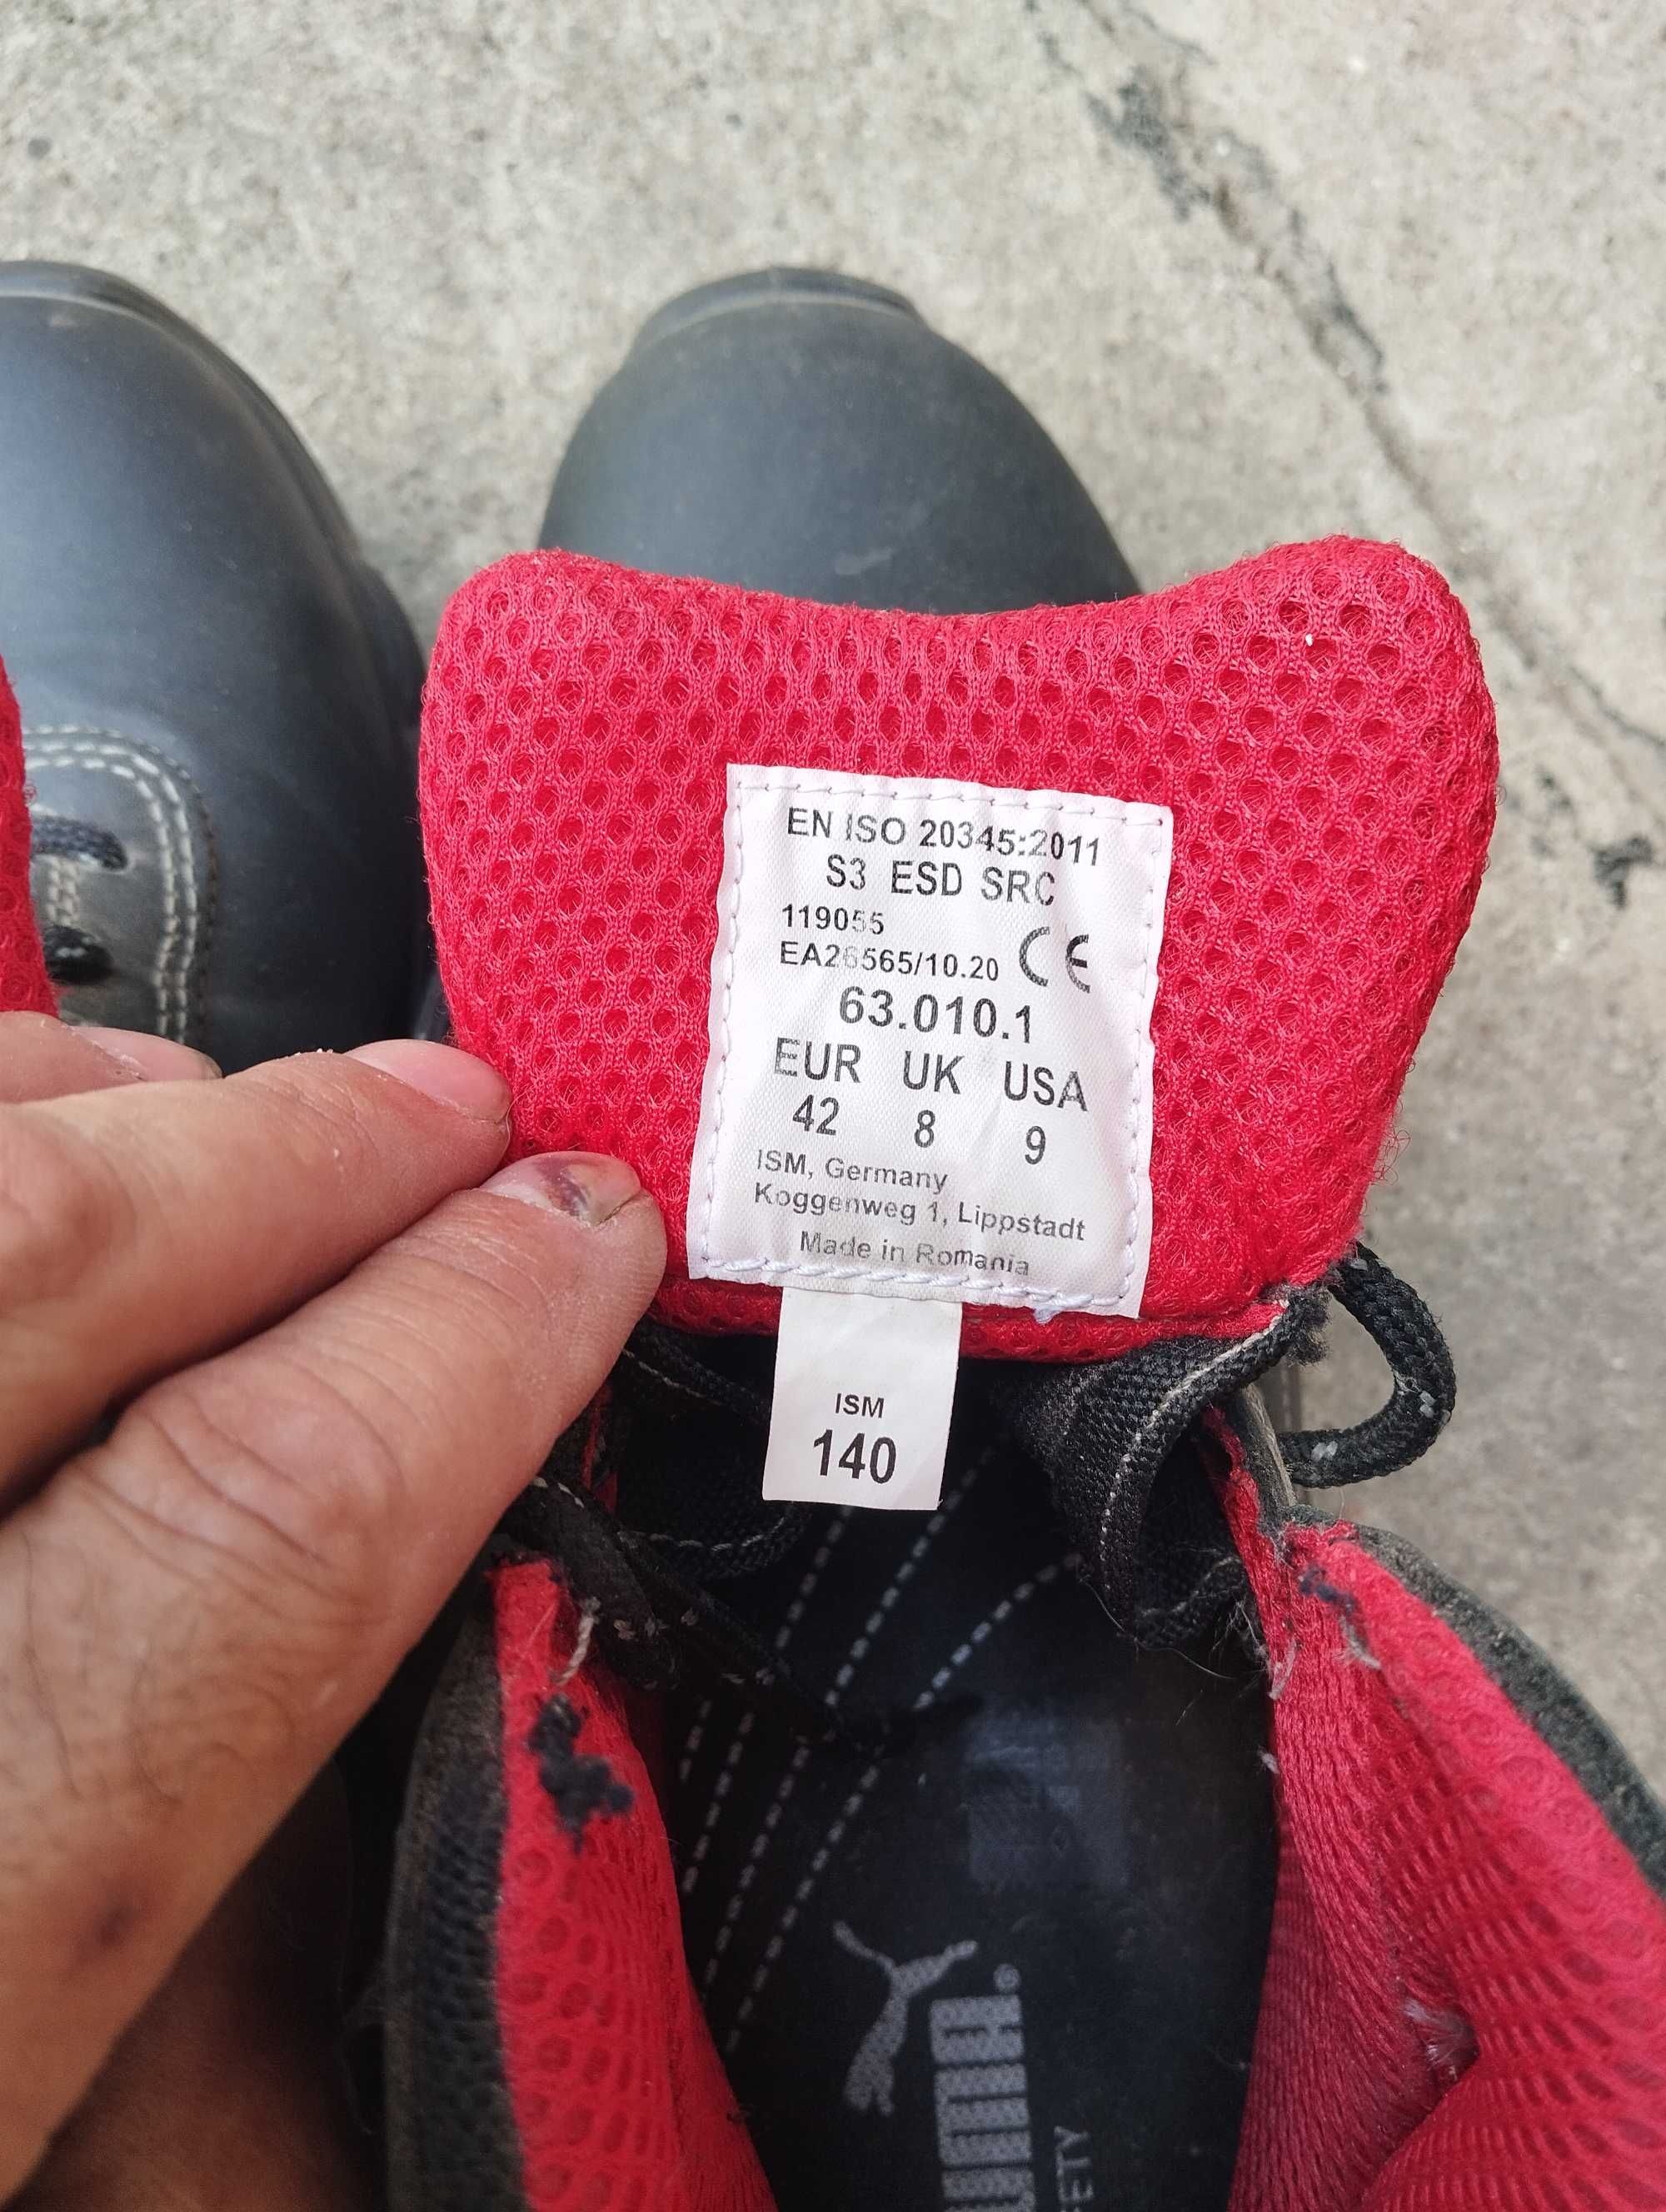 EN ISO 20345:2011
S3 ESD SRC
119055
EA26565/10.20 CE
63.010.1
EUR UK USA
42 8 9
ISM, Germany
Koggenweg 1, Lippstadt
Made in Romania
ISM
140
PUMA®